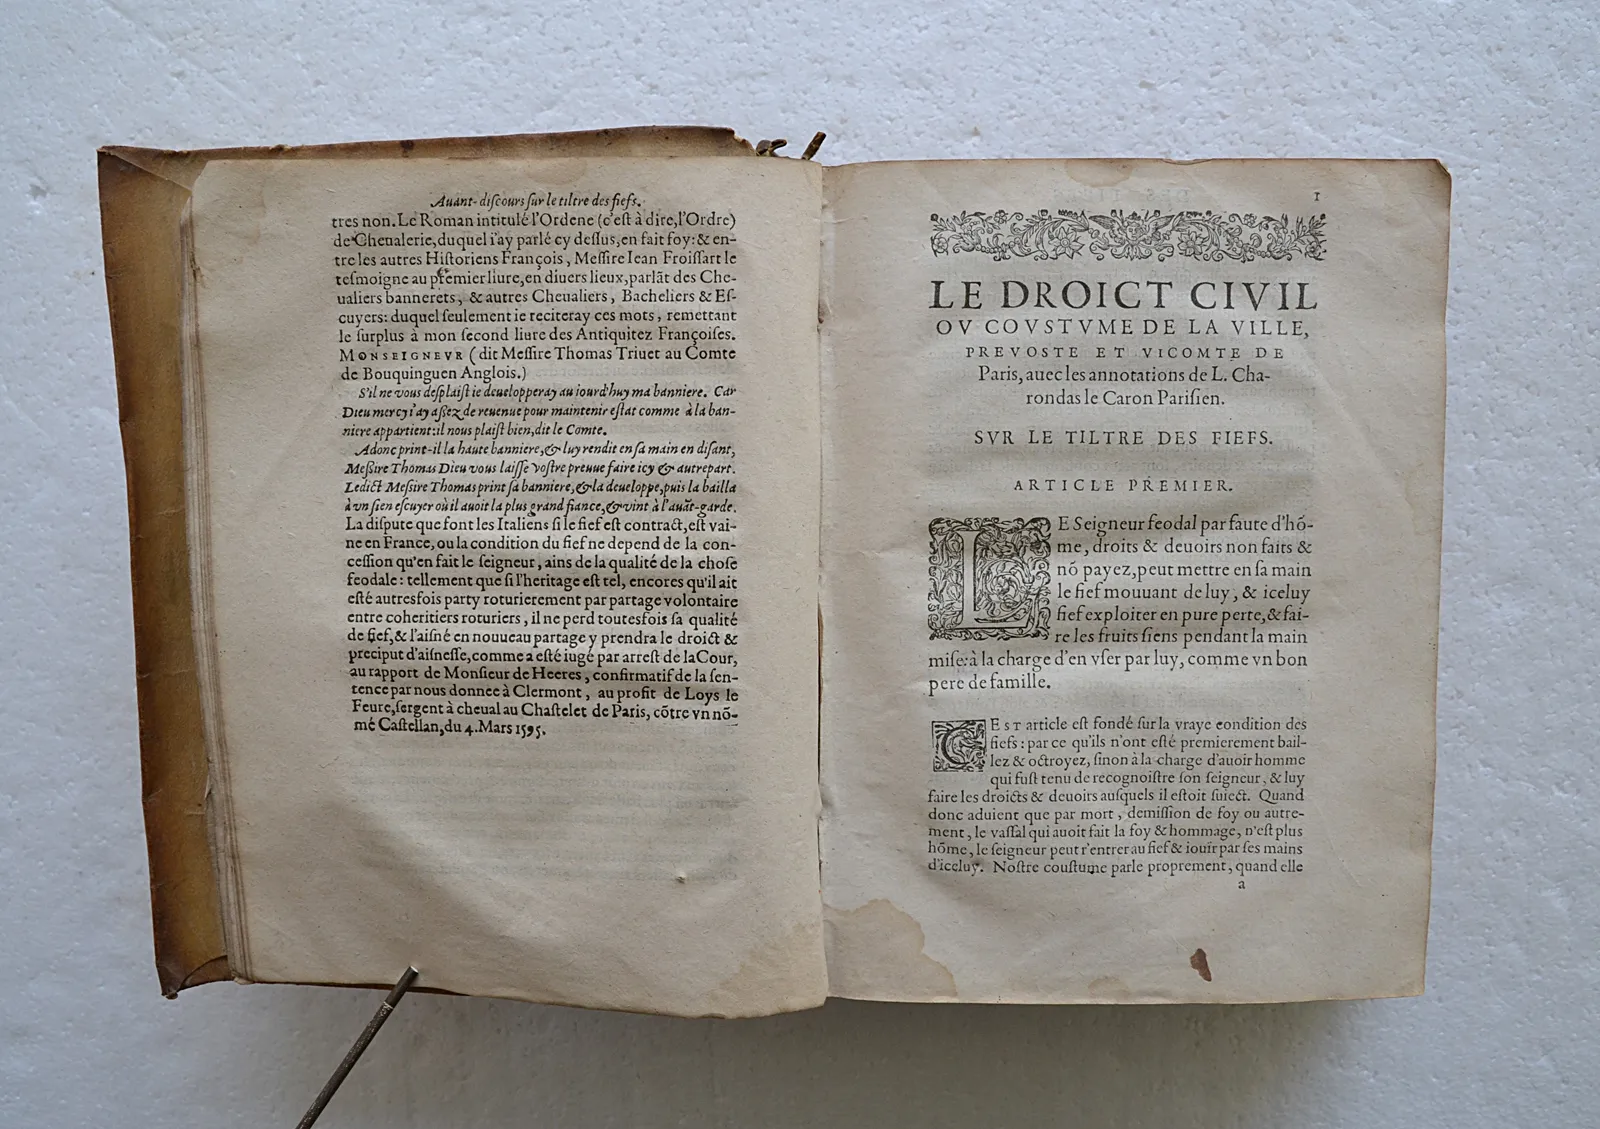 Auant-discours sur le tiltre des fiefs.
tres non. Le Roman intitulé l'Ordene (c'est à dire, l'Ordre)
de Cheualerie, duquel i'ay parlé cy dessus, en fait foy: & en-
tre les autres Historiens François, Messire Iean Froissart le
tesmoigne au premier liure, en diuers lieux, parlãt des Che-
ualiers bannerets, & autres Cheualiers, Bacheliers & Es-
cuyers: duquel seulement ie reciteray ces mots, remettant
le surplus à mon second liure des Antiquitez Françoises.
MONSEIGNEVR (dit Messire Thomas Triuet au Comte
de Bouquinguen Anglois.)
S'il ne vous desplaist ie deuelopperay au iourd'huy ma banniere. Car
Dieu mercy i'ay assez de reuenue pour maintenir estat comme à la ban-
niere appartient: il nous plaist bien, dit le Comte.
Adonc print-il la haute banniere, & luy rendit en sa main en disant,
Messire Thomas Dieu vous laisse vostre preuue faire icy & autrepart.
Ledict Messire Thomas print sa banniere, & la deueloppe, puis la bailla
à vn sien escuyer où il auoit la plus grand fiance, & vint à l'auãt-garde.
La dispute que font les Italiens si le fief est contract, est vai-
ne en France, ou la condition du fief ne depend de la con-
cession qu'en fait le seigneur, ains de la qualité de la chose
feodale: tellement que si l'heritage est tel, encores qu'il ait
esté autresfois party roturierement par partage volontaire
entre coheritiers roturiers, il ne perd toutesfois sa qualité
de fief, & l'aisné en nouueau partage y prendra le droict &
preciput d'aisnesse, comme a esté iugé par arrest de la Cour,
au rapport de Monsieur de Heeres, confirmatif de la sen-
tence par nous donnee à Clermont, au profit de Loys le
Feure, sergent à cheual au Chastelet de Paris, cõtre vn nõ-
mé Castellan, du 4. Mars 1595.
1
LE DROICT CIVIL
OV COVSTVME DE LA VILLE,
PREVOSTE ET VICOMTE DE
Paris, auec les annotations de L. Cha-
rondas le Caron Parisien.
SVR LE TILTRE DES FIEFS.
ARTICLE PREMIER.
LE Seigneur feodal par faute d'hõ-
me, droits & deuoirs non faits &
nõ payez, peut mettre en sa main
le fief mouuant de luy, & iceluy
fief exploiter en pure perte, & fai-
re les fruits siens pendant la main
mise: à la charge d'en vser par luy, comme vn bon
pere de famille.
CEST article est fondé sur la vraye condition des
fiefs: par ce qu'ils n'ont esté premierement bail-
lez & octroyez, sinon à la charge d'auoir homme
qui fust tenu de recognoistre son seigneur, & luy
faire les droicts & deuoirs ausquels il estoit suiect. Quand
donc aduient que par mort, demission de foy ou autre-
ment, le vassal qui auoit fait la foy & hommage, n'est plus
hõme, le seigneur peut r'entrer au fief & iouïr par ses mains
d'iceluy. Nostre coustume parle proprement, quand elle
a